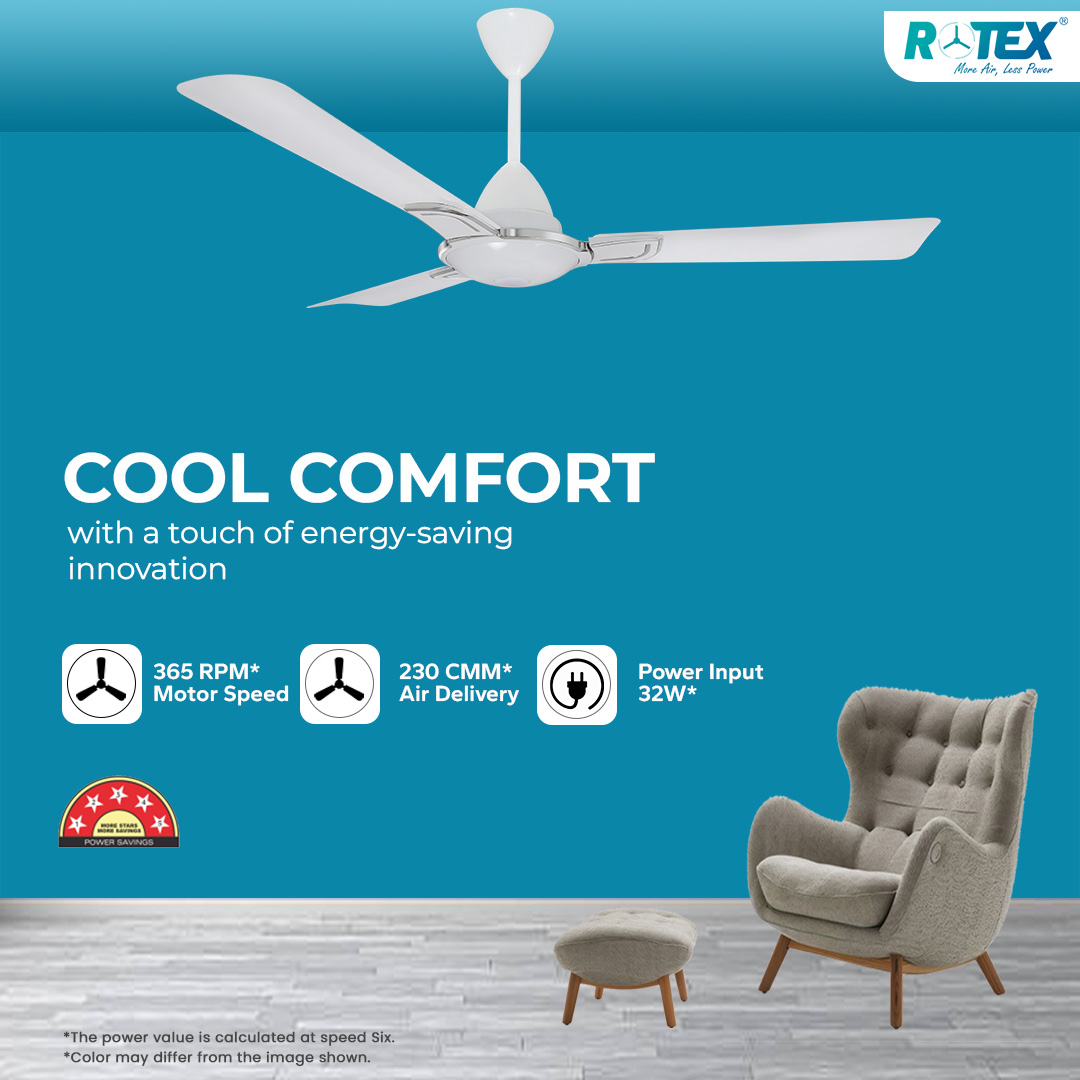 ROTEX®
More Air, Less Power
COOL COMFORT
with a touch of energy-saving
innovation
365 RPM*
Motor Speed
230 CMM*
Air Delivery
Power Input
32W*
MORE STARS
MORE SAVINGS
POWER SAVINGS
*The power value is calculated at speed Six.
*Color may differ from the image shown.